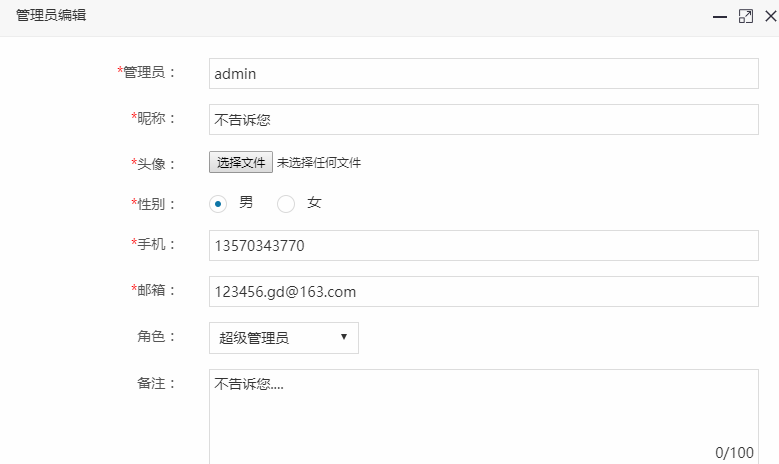 管理员编辑
*管理员： admin
*昵称： 不告诉您
*头像： 选择文件 未选择任何文件
*性别： 男 女
*手机： 13570343770
*邮箱： 123456.gd@163.com
角色： 超级管理员
备注： 不告诉您....
0/100